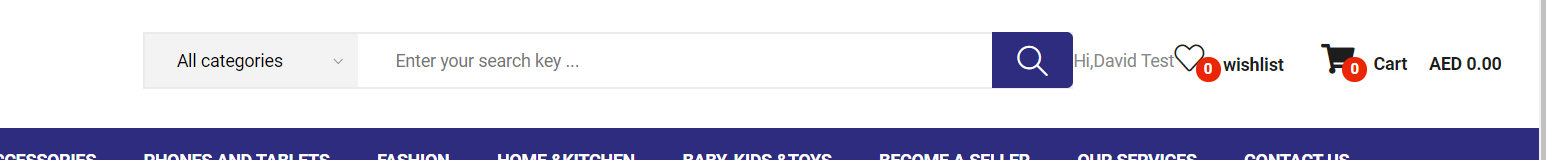 All categories Enter your search key ... Hi,David Test 0 wishlist 0 Cart AED 0.00
CCESSORIES PHONES AND TABLETS FASHION HOME &KITCHEN BABY, KIDS &TOYS BECOME A SELLER OUR SERVICES CONTACT US